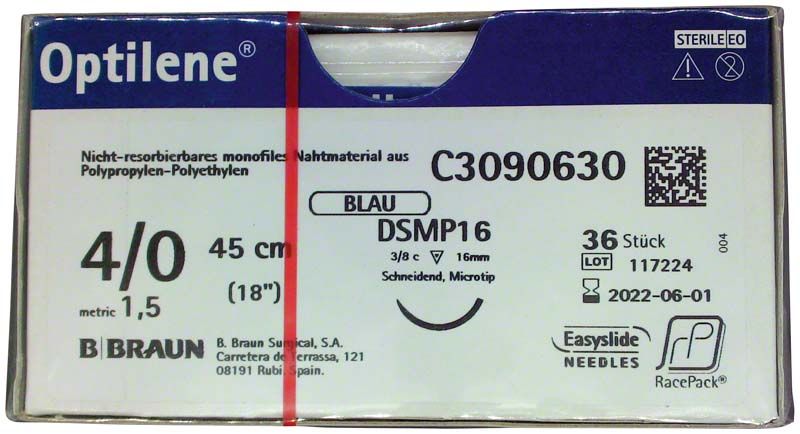 Optilene®
STERILE EO
Nicht-resorbierbares monofiles Nahtmaterial aus
Polypropylen-Polyethylen
C3090630
BLAU
DSMP16
3/8 c 16mm
Schneidend, Microtip
4/0 45 cm
(18")
metric 1,5
36 Stück
LOT 117224
2022-06-01
004
B|BRAUN
B. Braun Surgical, S.A.
Carretera de Terrassa, 121
08191 Rubi. Spain.
Easyslide
NEEDLES
RP
RacePack®